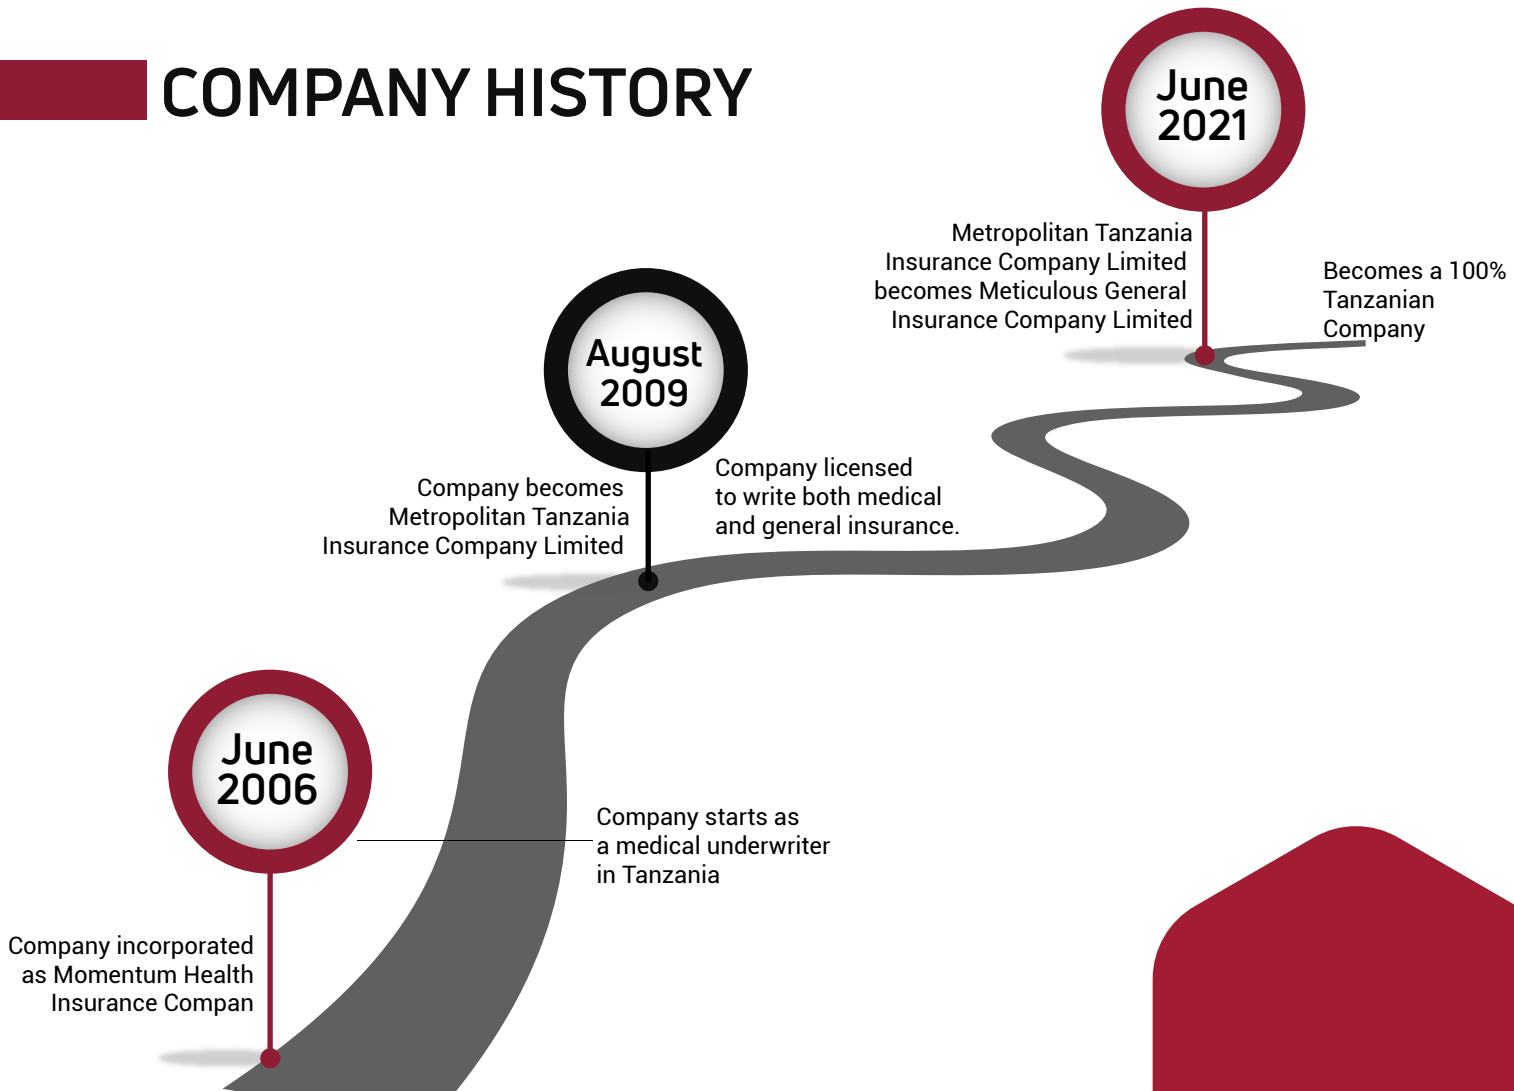 COMPANY HISTORY
June
2021
Metropolitan Tanzania
Insurance Company Limited
becomes Meticulous General
Insurance Company Limited
Becomes a 100%
Tanzanian
Company
August
2009
Company becomes
Metropolitan Tanzania
Insurance Company Limited
Company licensed
to write both medical
and general insurance.
June
2006
Company starts as
a medical underwriter
in Tanzania
Company incorporated
as Momentum Health
Insurance Compan